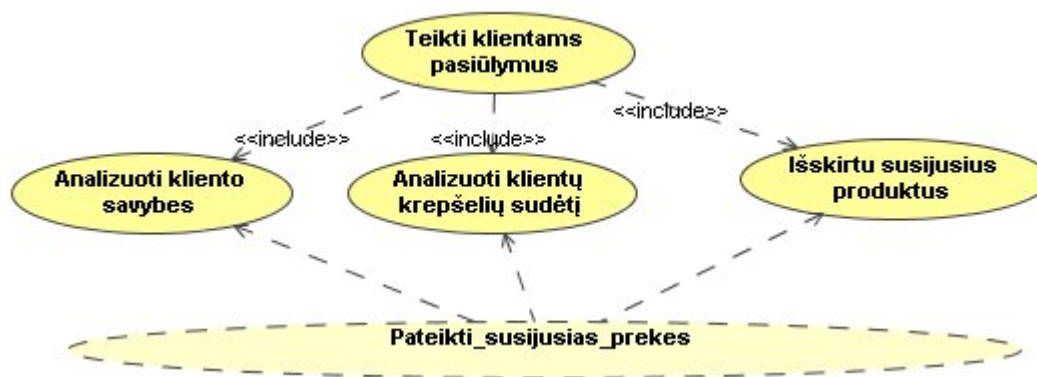 Teikti klientams
pasiūlymus
<<include>>
<<include>>
<<include>>
Analizuoti kliento
savybes
Analizuoti klientų
krepšelių sudėtį
Išskirtu susijusius
produktus
Pateikti_susijusias_prekes